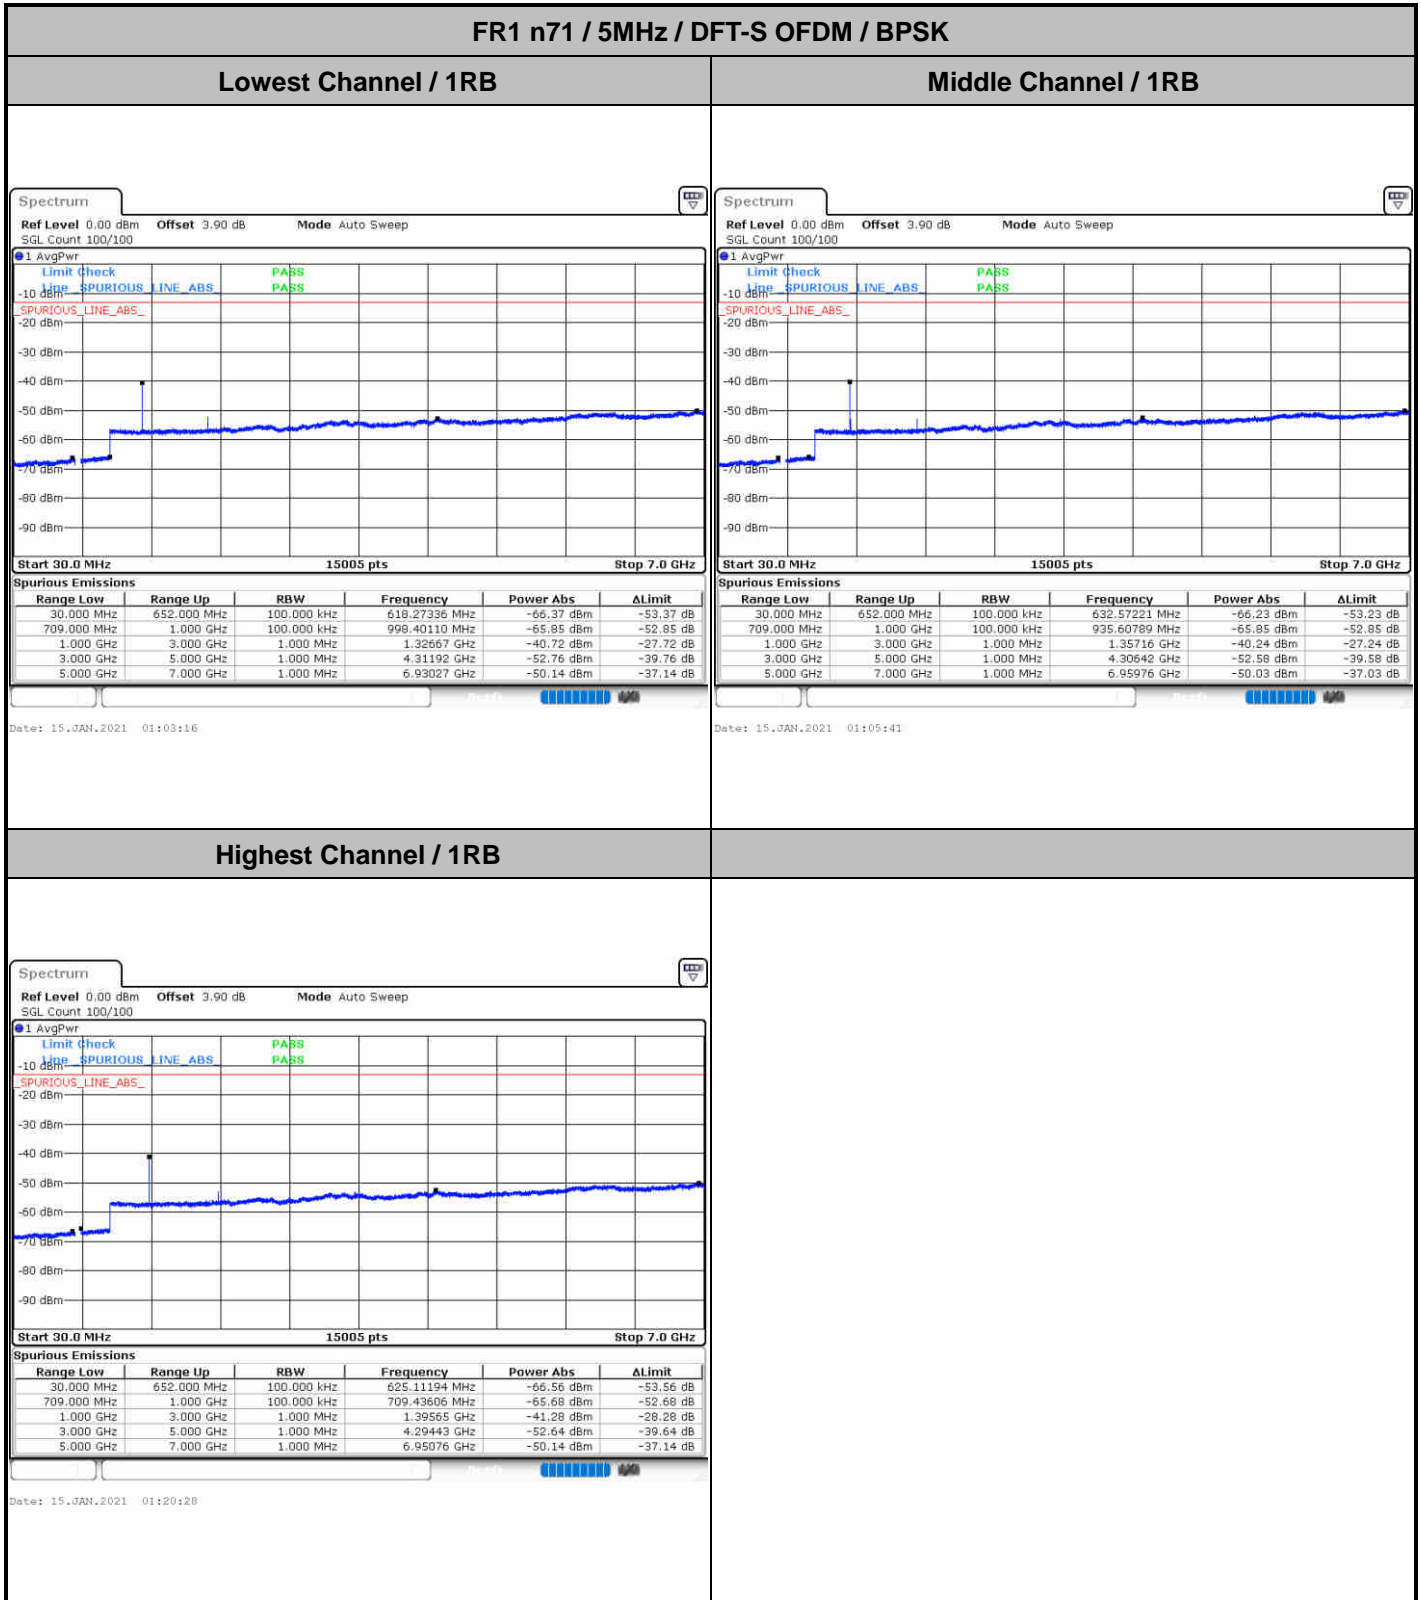 FR1 n71 / 5MHz / DFT-S OFDM / BPSK
Lowest Channel / 1RB
Middle Channel / 1RB
Spectrum
Ref Level 0.00 dBm Offset 3.90 dB Mode Auto Sweep
SGL Count 100/100
1 AvgPwr
Limit Check PASS
-10 dBm Line _SPURIOUS_LINE_ABS_ PASS
_SPURIOUS_LINE_ABS_
-20 dBm
-30 dBm
-40 dBm
-50 dBm
-60 dBm
-70 dBm
-80 dBm
-90 dBm
Start 30.0 MHz 15005 pts Stop 7.0 GHz
Spurious Emissions
Range Low Range Up RBW Frequency Power Abs ΔLimit
30.000 MHz 652.000 MHz 100.000 kHz 618.27336 MHz -66.37 dBm -53.37 dB
709.000 MHz 1.000 GHz 100.000 kHz 998.40110 MHz -65.85 dBm -52.85 dB
1.000 GHz 3.000 GHz 1.000 MHz 1.32667 GHz -40.72 dBm -27.72 dB
3.000 GHz 5.000 GHz 1.000 MHz 4.31192 GHz -52.76 dBm -39.76 dB
5.000 GHz 7.000 GHz 1.000 MHz 6.93027 GHz -50.14 dBm -37.14 dB
Date: 15.JAN.2021 01:03:16
Spectrum
Ref Level 0.00 dBm Offset 3.90 dB Mode Auto Sweep
SGL Count 100/100
1 AvgPwr
Limit Check PASS
-10 dBm Line _SPURIOUS_LINE_ABS_ PASS
_SPURIOUS_LINE_ABS_
-20 dBm
-30 dBm
-40 dBm
-50 dBm
-60 dBm
-70 dBm
-80 dBm
-90 dBm
Start 30.0 MHz 15005 pts Stop 7.0 GHz
Spurious Emissions
Range Low Range Up RBW Frequency Power Abs ΔLimit
30.000 MHz 652.000 MHz 100.000 kHz 632.57221 MHz -66.23 dBm -53.23 dB
709.000 MHz 1.000 GHz 100.000 kHz 935.60789 MHz -65.85 dBm -52.85 dB
1.000 GHz 3.000 GHz 1.000 MHz 1.35716 GHz -40.24 dBm -27.24 dB
3.000 GHz 5.000 GHz 1.000 MHz 4.30642 GHz -52.58 dBm -39.58 dB
5.000 GHz 7.000 GHz 1.000 MHz 6.95976 GHz -50.03 dBm -37.03 dB
Date: 15.JAN.2021 01:05:41
Highest Channel / 1RB
Spectrum
Ref Level 0.00 dBm Offset 3.90 dB Mode Auto Sweep
SGL Count 100/100
1 AvgPwr
Limit Check PASS
-10 dBm Line _SPURIOUS_LINE_ABS_ PASS
_SPURIOUS_LINE_ABS_
-20 dBm
-30 dBm
-40 dBm
-50 dBm
-60 dBm
-70 dBm
-80 dBm
-90 dBm
Start 30.0 MHz 15005 pts Stop 7.0 GHz
Spurious Emissions
Range Low Range Up RBW Frequency Power Abs ΔLimit
30.000 MHz 652.000 MHz 100.000 kHz 625.11194 MHz -66.56 dBm -53.56 dB
709.000 MHz 1.000 GHz 100.000 kHz 709.43606 MHz -65.68 dBm -52.68 dB
1.000 GHz 3.000 GHz 1.000 MHz 1.39565 GHz -41.28 dBm -28.28 dB
3.000 GHz 5.000 GHz 1.000 MHz 4.29443 GHz -52.64 dBm -39.64 dB
5.000 GHz 7.000 GHz 1.000 MHz 6.95076 GHz -50.14 dBm -37.14 dB
Date: 15.JAN.2021 01:20:28